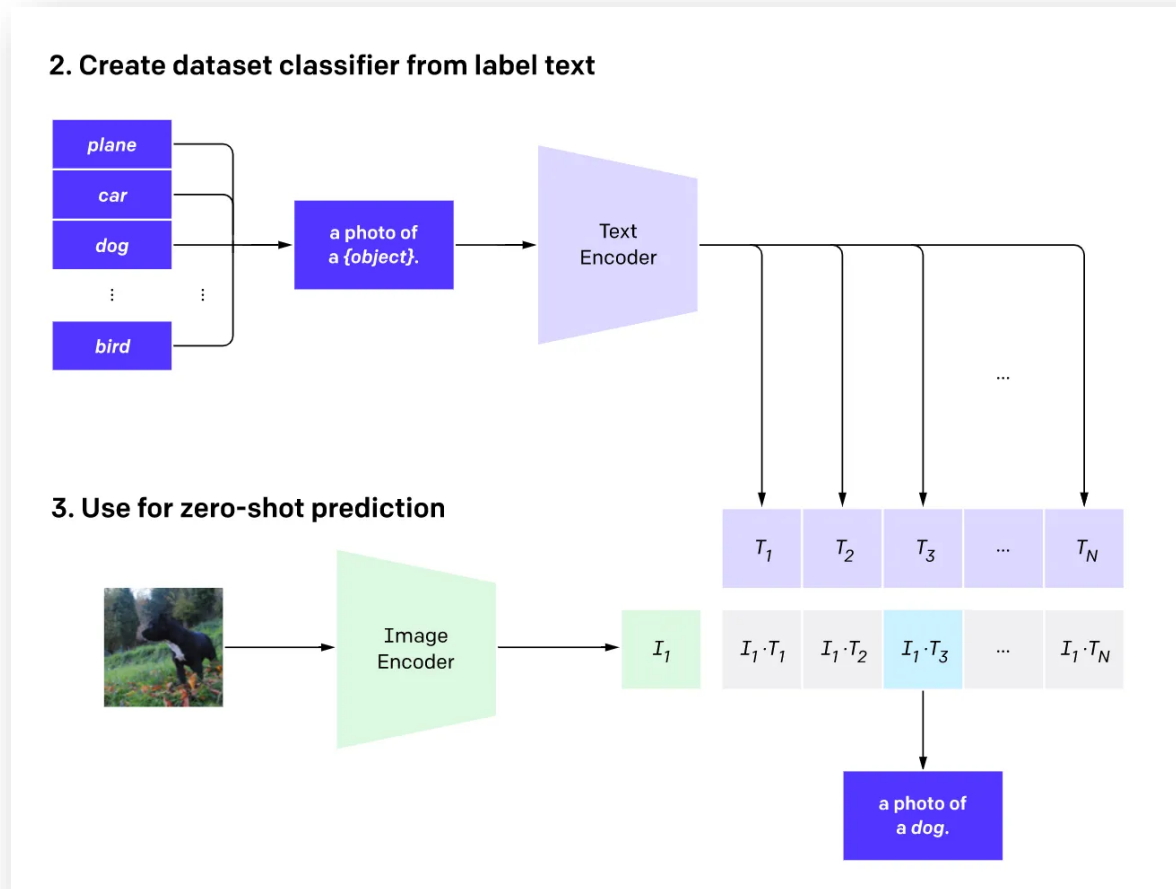 2. Create dataset classifier from label text
plane
car
dog
⋮
⋮
bird
a photo of
a {object}.
Text
Encoder
...
3. Use for zero-shot prediction
Image
Encoder
I₁
T₁ T₂ T₃ ... T_N
I₁·T₁ I₁·T₂ I₁·T₃ ... I₁·T_N
a photo of
a dog.